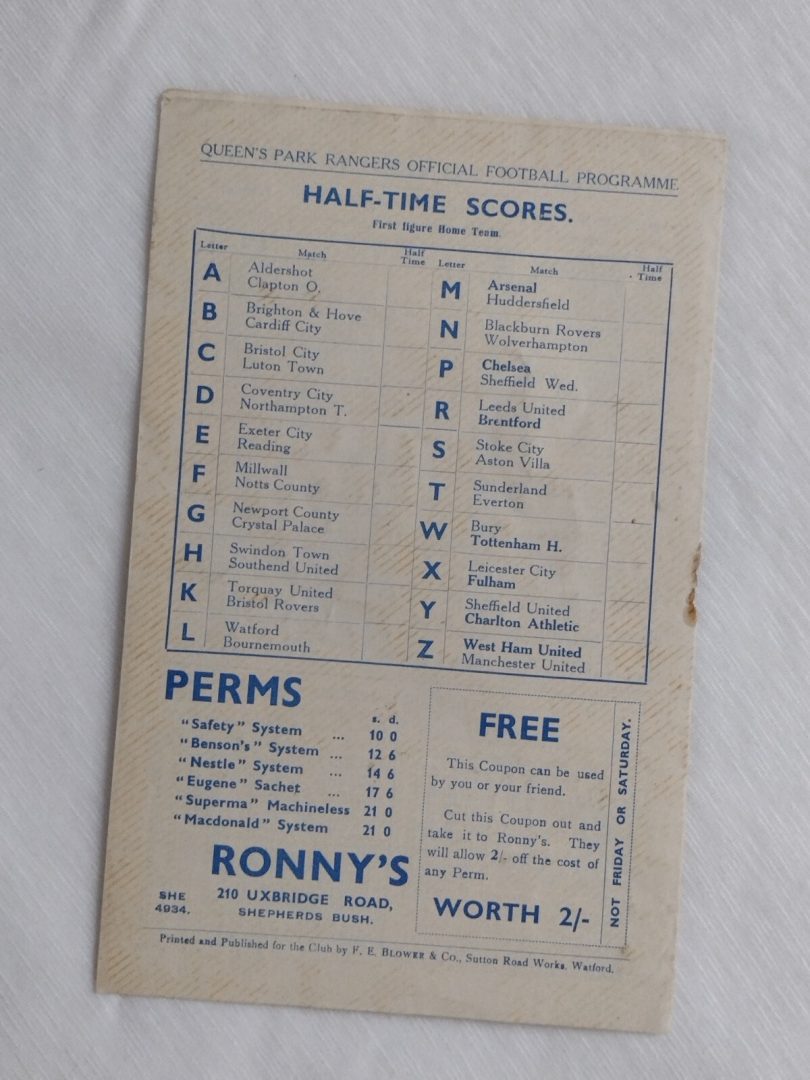 QUEEN'S PARK RANGERS OFFICIAL FOOTBALL PROGRAMME
HALF-TIME SCORES.
First figure Home Team.
Letter Match Half Time
A Aldershot
Clapton O.
B Brighton & Hove
Cardiff City
C Bristol City
Luton Town
D Coventry City
Northampton T.
E Exeter City
Reading
F Millwall
Notts County
G Newport County
Crystal Palace
H Swindon Town
Southend United
K Torquay United
Bristol Rovers
L Watford
Bournemouth
Letter Match Half Time
M Arsenal
Huddersfield
N Blackburn Rovers
Wolverhampton
P Chelsea
Sheffield Wed.
R Leeds United
Brentford
S Stoke City
Aston Villa
T Sunderland
Everton
W Bury
Tottenham H.
X Leicester City
Fulham
Y Sheffield United
Charlton Athletic
Z West Ham United
Manchester United
PERMS
s. d.
"Safety" System ... 10 0
"Benson's" System ... 12 6
"Nestle" System ... 14 6
"Eugene" Sachet ... 17 6
"Superma" Machineless 21 0
"Macdonald" System 21 0
RONNY'S
SHE 4934.
210 UXBRIDGE ROAD,
SHEPHERDS BUSH.
FREE
This Coupon can be used
by you or your friend.
Cut this Coupon out and
take it to Ronny's. They
will allow 2/- off the cost of
any Perm.
WORTH 2/-
NOT FRIDAY OR SATURDAY.
Printed and Published for the Club by F. E. BLOWER & Co., Sutton Road Works, Watford.